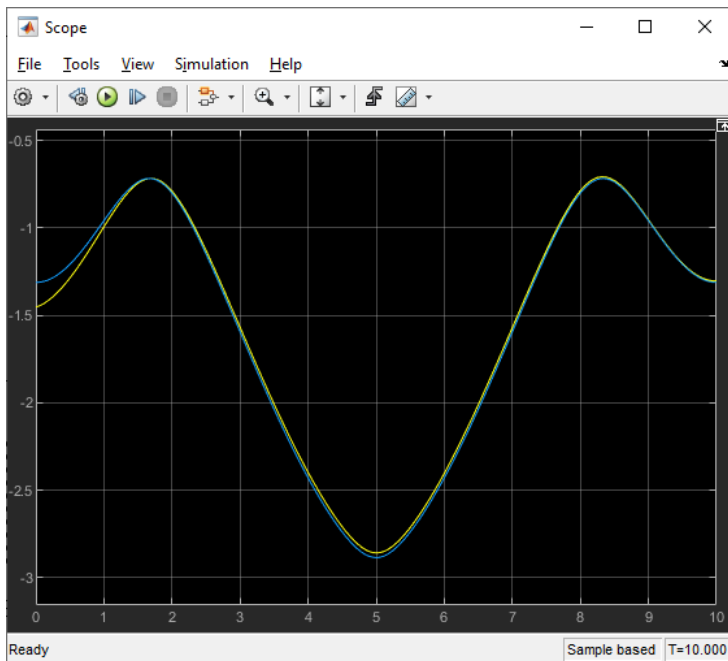 Scope
File Tools View Simulation Help
-0.5
-1
-1.5
-2
-2.5
-3
0 1 2 3 4 5 6 7 8 9 10
Ready Sample based T=10.000